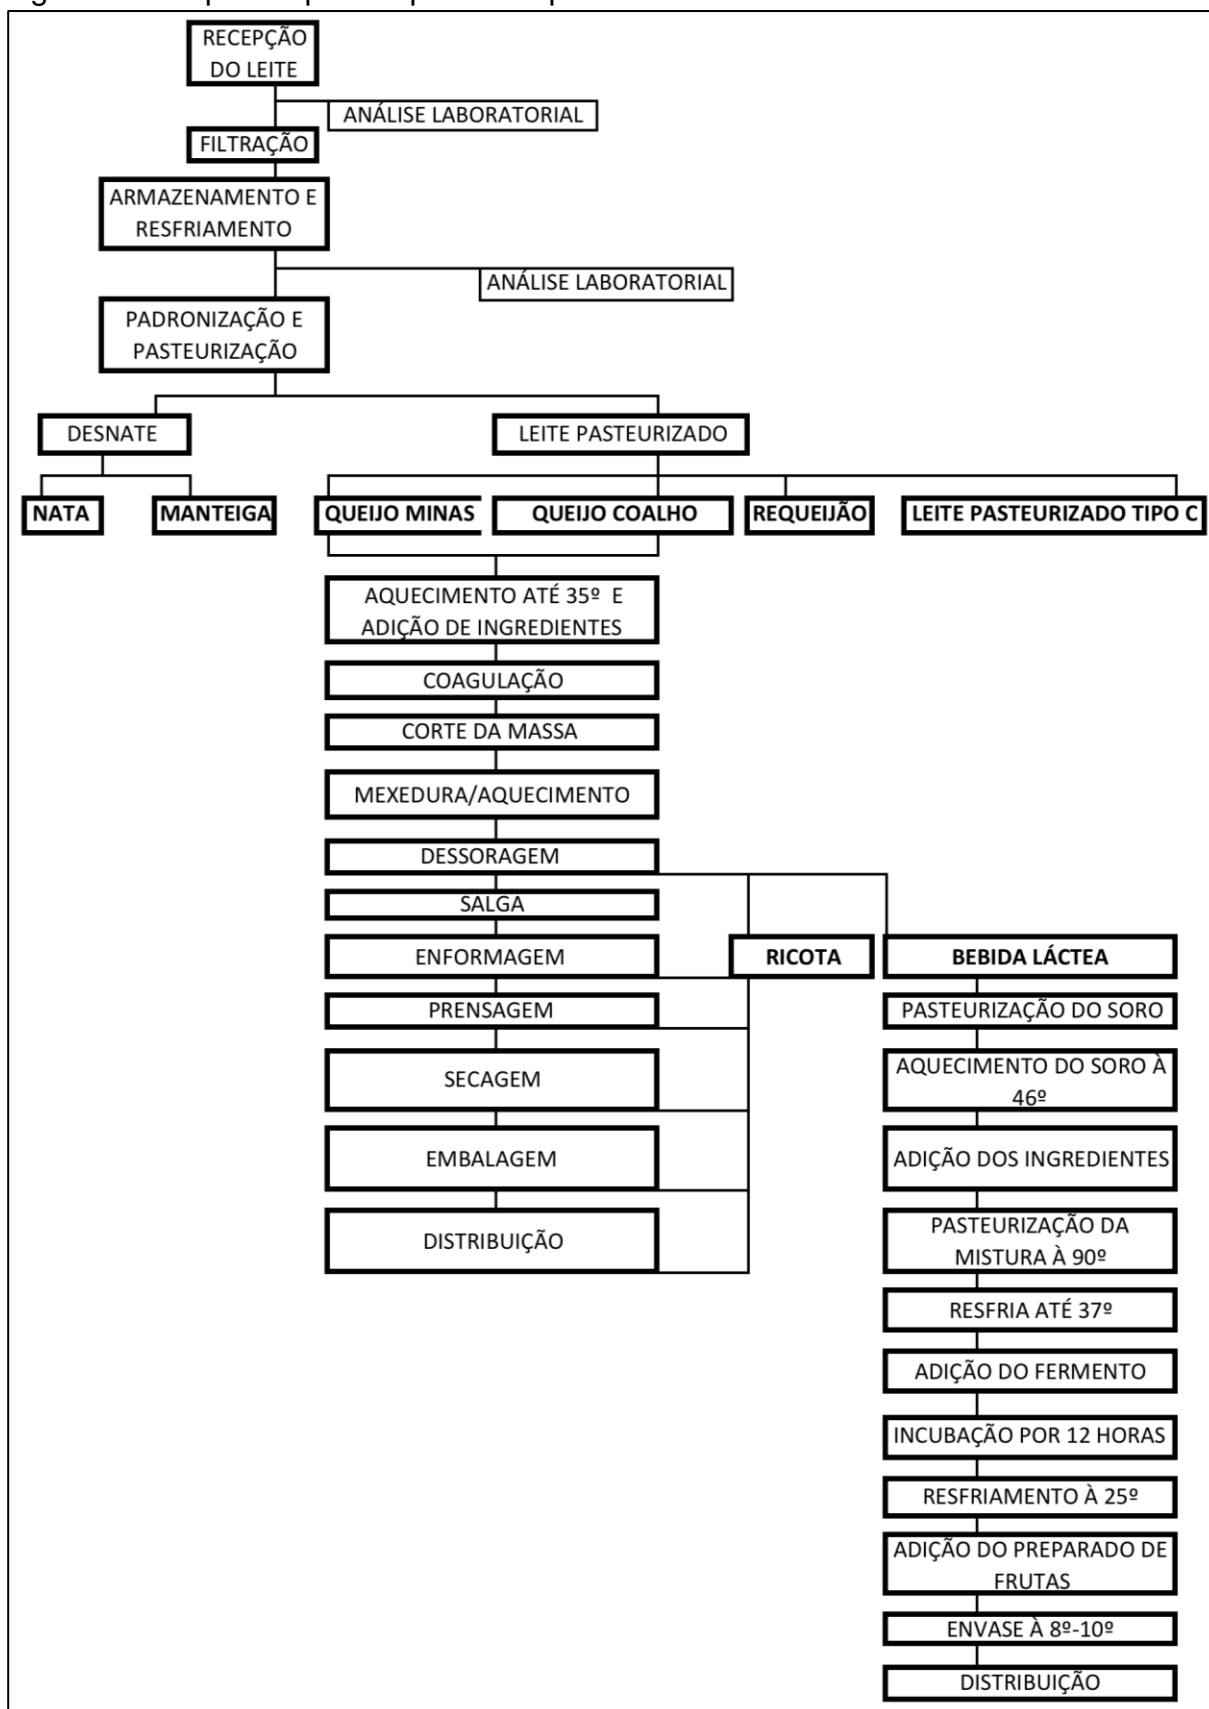 RECEPÇÃO
DO LEITE
ANÁLISE LABORATORIAL
FILTRAÇÃO
ARMAZENAMENTO E
RESFRIAMENTO
ANÁLISE LABORATORIAL
PADRONIZAÇÃO E
PASTEURIZAÇÃO
DESNATE
LEITE PASTEURIZADO
NATA
MANTEIGA
QUEIJO MINAS
QUEIJO COALHO
REQUEIJÃO
LEITE PASTEURIZADO TIPO C
AQUECIMENTO ATÉ 35º E
ADIÇÃO DE INGREDIENTES
COAGULAÇÃO
CORTE DA MASSA
MEXEDURA/AQUECIMENTO
DESSORAGEM
SALGA
ENFORMAGEM
PRENSAGEM
SECAGEM
EMBALAGEM
DISTRIBUIÇÃO
RICOTA
BEBIDA LÁCTEA
PASTEURIZAÇÃO DO SORO
AQUECIMENTO DO SORO À
46º
ADIÇÃO DOS INGREDIENTES
PASTEURIZAÇÃO DA
MISTURA À 90º
RESFRIA ATÉ 37º
ADIÇÃO DO FERMENTO
INCUBAÇÃO POR 12 HORAS
RESFRIAMENTO À 25º
ADIÇÃO DO PREPARADO DE
FRUTAS
ENVASE À 8º-10º
DISTRIBUIÇÃO